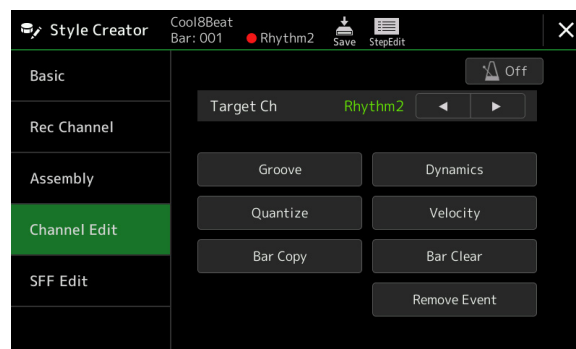 Style Creator
Cool8Beat
Bar: 001
Rhythm2
Save
StepEdit
Basic
Rec Channel
Assembly
Channel Edit
SFF Edit
Off
Target Ch Rhythm2
Groove Dynamics
Quantize Velocity
Bar Copy Bar Clear
Remove Event